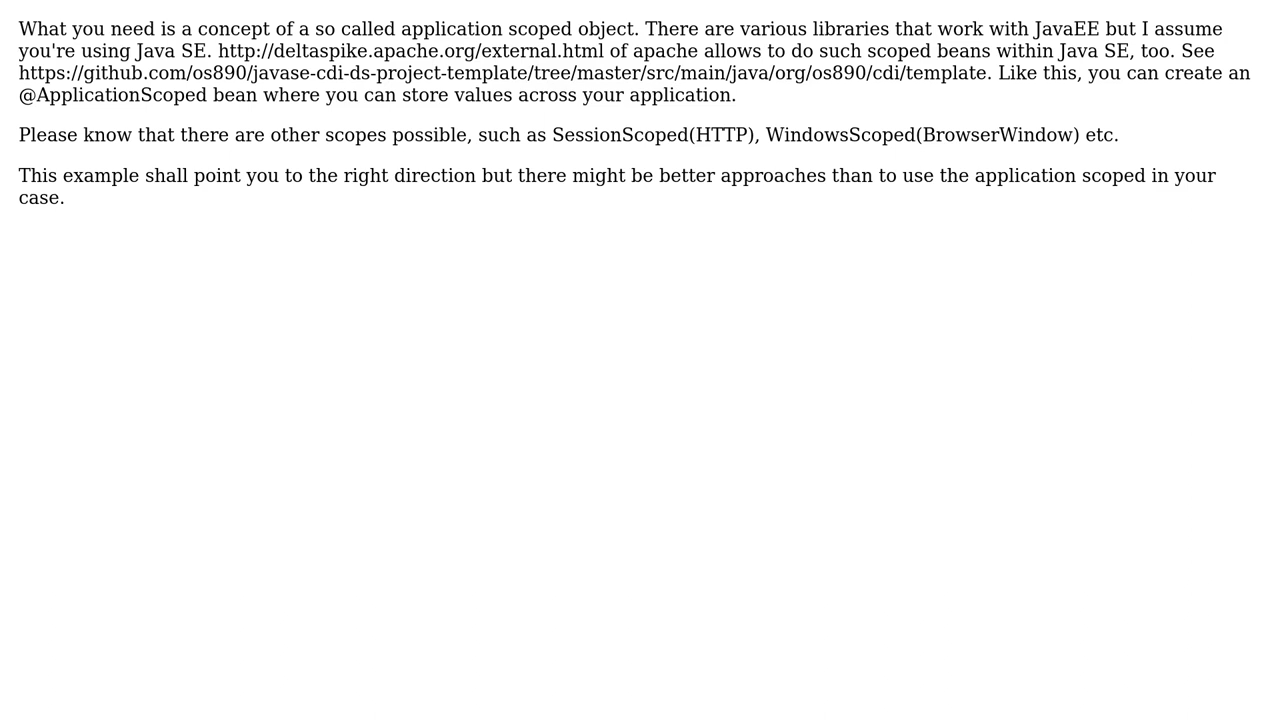 What you need is a concept of a so called application scoped object. There are various libraries that work with JavaEE but I assume
you're using Java SE. http://deltaspike.apache.org/external.html of apache allows to do such scoped beans within Java SE, too. See
https://github.com/os890/javase-cdi-ds-project-template/tree/master/src/main/java/org/os890/cdi/template. Like this, you can create an
@ApplicationScoped bean where you can store values across your application.
Please know that there are other scopes possible, such as SessionScoped(HTTP), WindowsScoped(BrowserWindow) etc.
This example shall point you to the right direction but there might be better approaches than to use the application scoped in your
case.